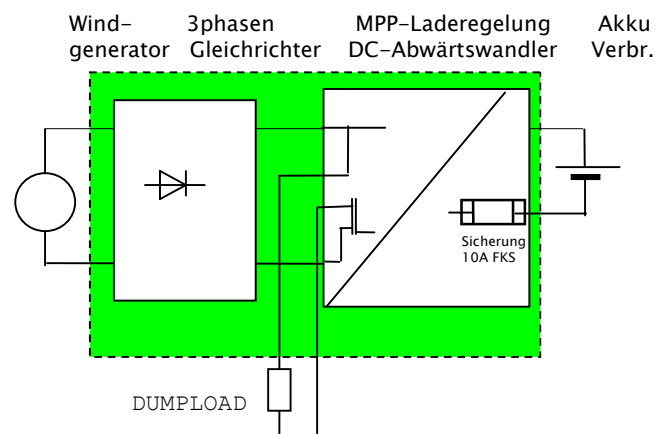 Wind- 3phasen MPP-Laderegelung Akku
generator Gleichrichter DC-Abwärtswandler Verbr.
Sicherung
10A FKS
DUMPLOAD